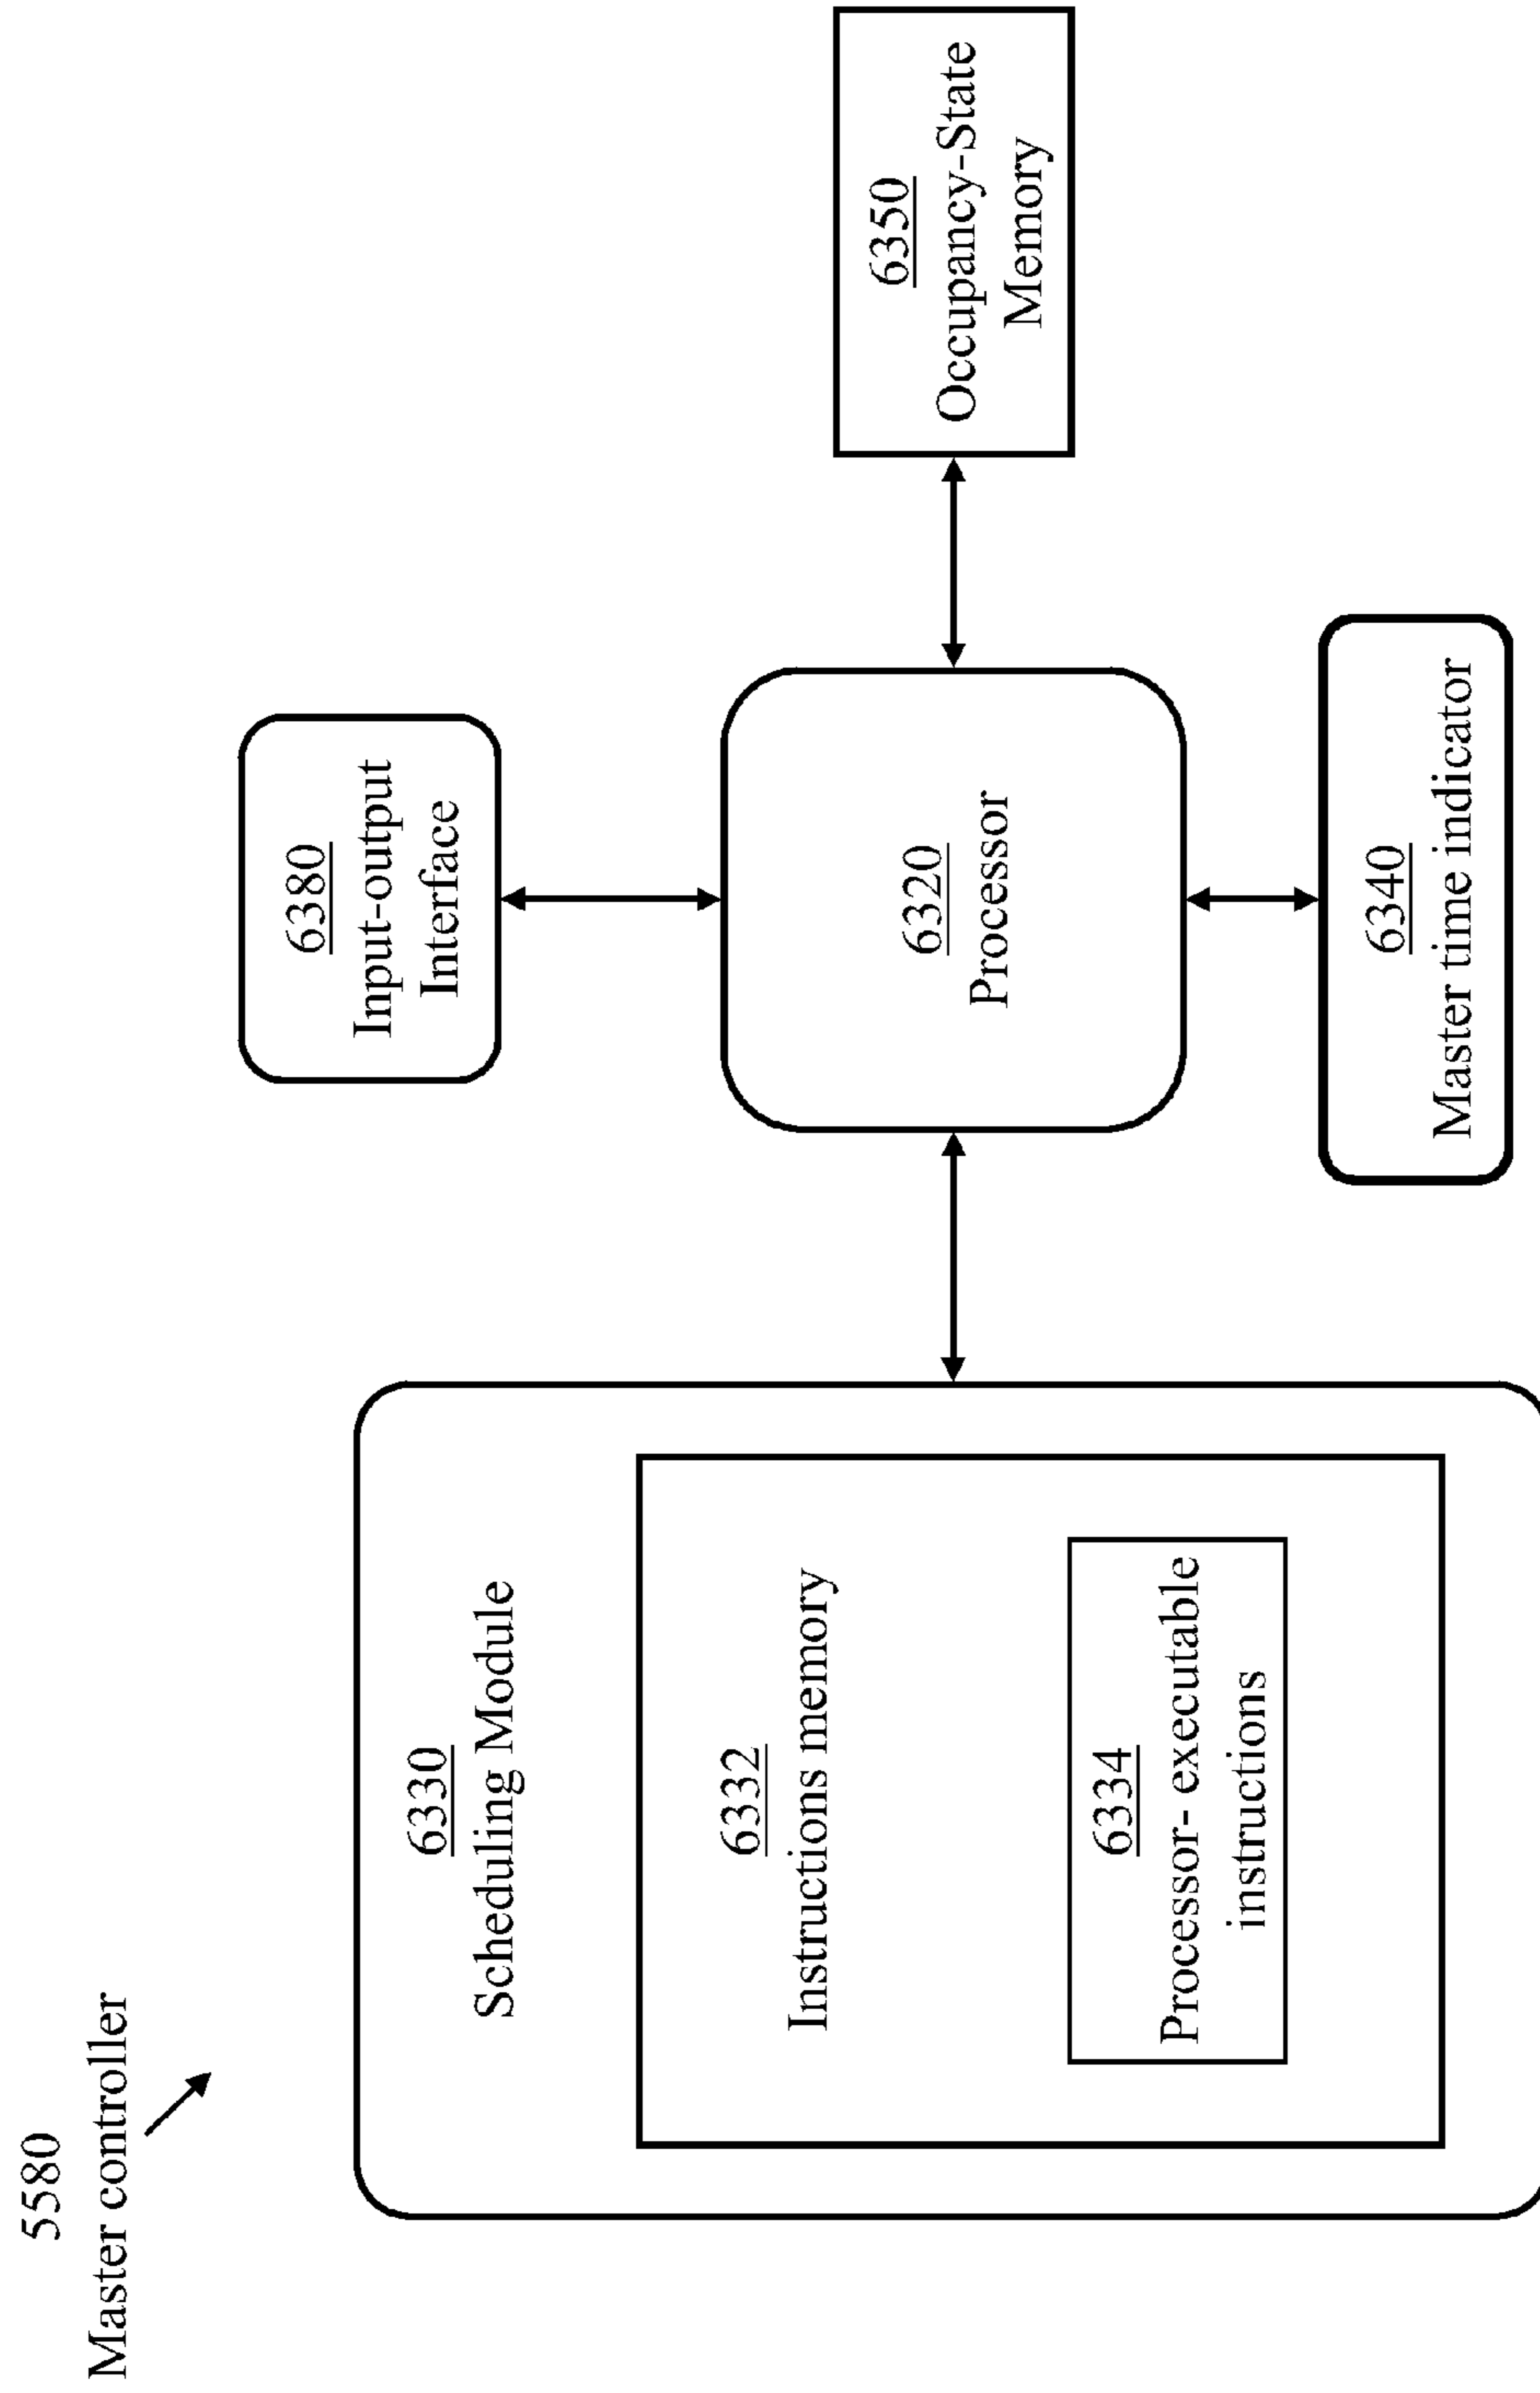 5580
Master controller
6380
Input-output
Interface
6330
Scheduling Module
6332
Instructions memory
6334
Processor- executable
instructions
6320
Processor
6350
Occupancy-State
Memory
6340
Master time indicator